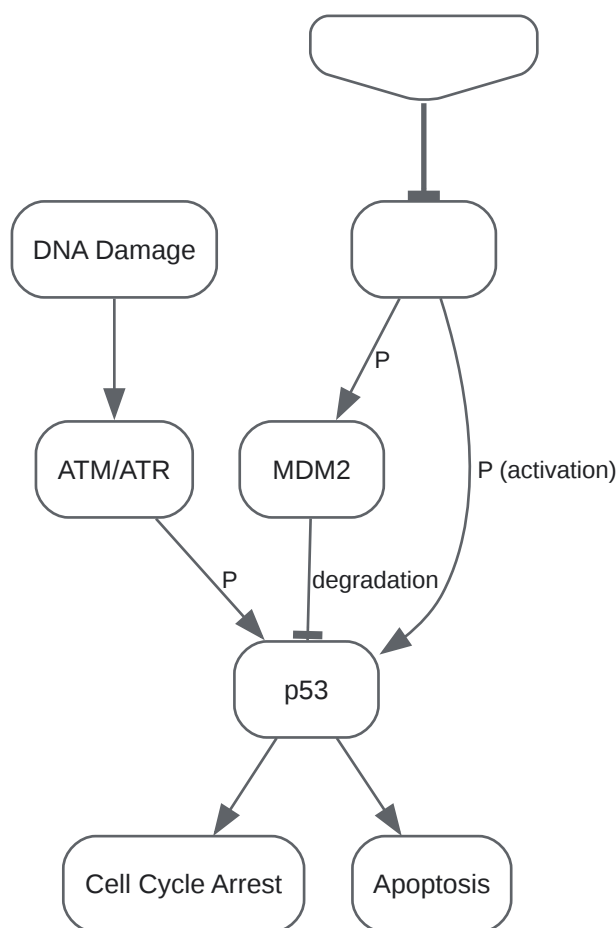 DNA Damage
P
ATM/ATR
MDM2
P (activation)
P
degradation
p53
Cell Cycle Arrest
Apoptosis